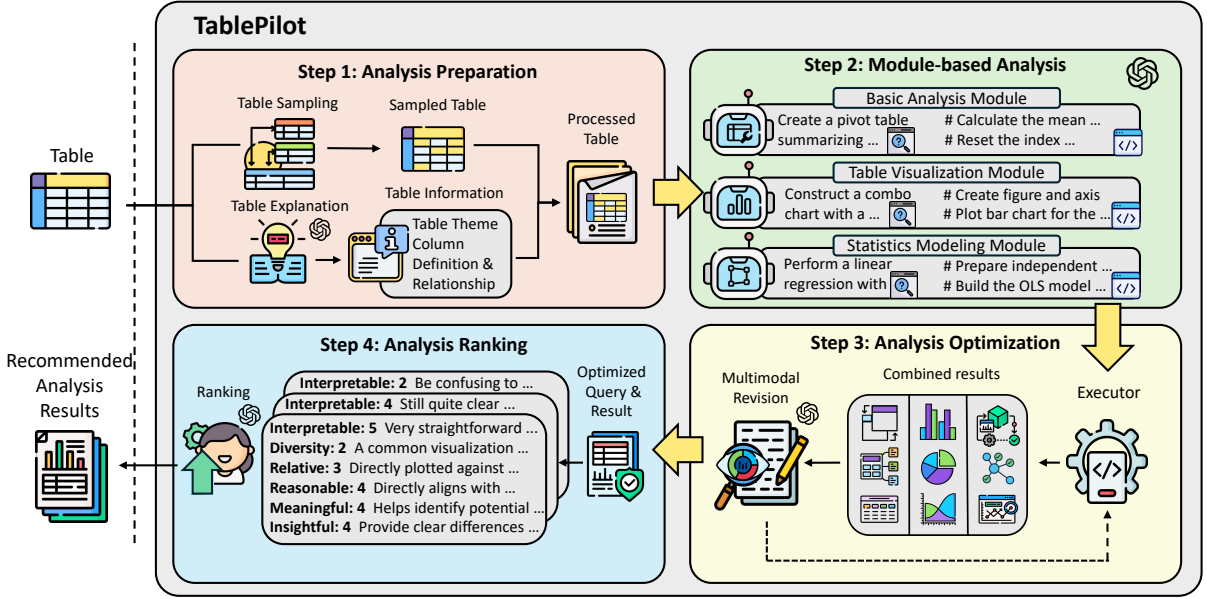 TablePilot
Table
Recommended
Analysis
Results
Step 1: Analysis Preparation
Table Sampling
Sampled Table
Processed
Table
Table Explanation
Table Information
Table Theme
Column
Definition &
Relationship
Step 2: Module-based Analysis
Basic Analysis Module
Create a pivot table
summarizing ...
# Calculate the mean ...
# Reset the index ...
Table Visualization Module
Construct a combo
chart with a ...
# Create figure and axis
# Plot bar chart for the ...
Statistics Modeling Module
Perform a linear
regression with
# Prepare independent ...
# Build the OLS model ...
Step 3: Analysis Optimization
Multimodal
Revision
Combined results
Executor
Step 4: Analysis Ranking
Ranking
Interpretable: 2 Be confusing to ...
Interpretable: 4 Still quite clear ...
Interpretable: 5 Very straightforward ...
Diversity: 2 A common visualization ...
Relative: 3 Directly plotted against ...
Reasonable: 4 Directly aligns with ...
Meaningful: 4 Helps identify potential ...
Insightful: 4 Provide clear differences ...
Optimized
Query &
Result